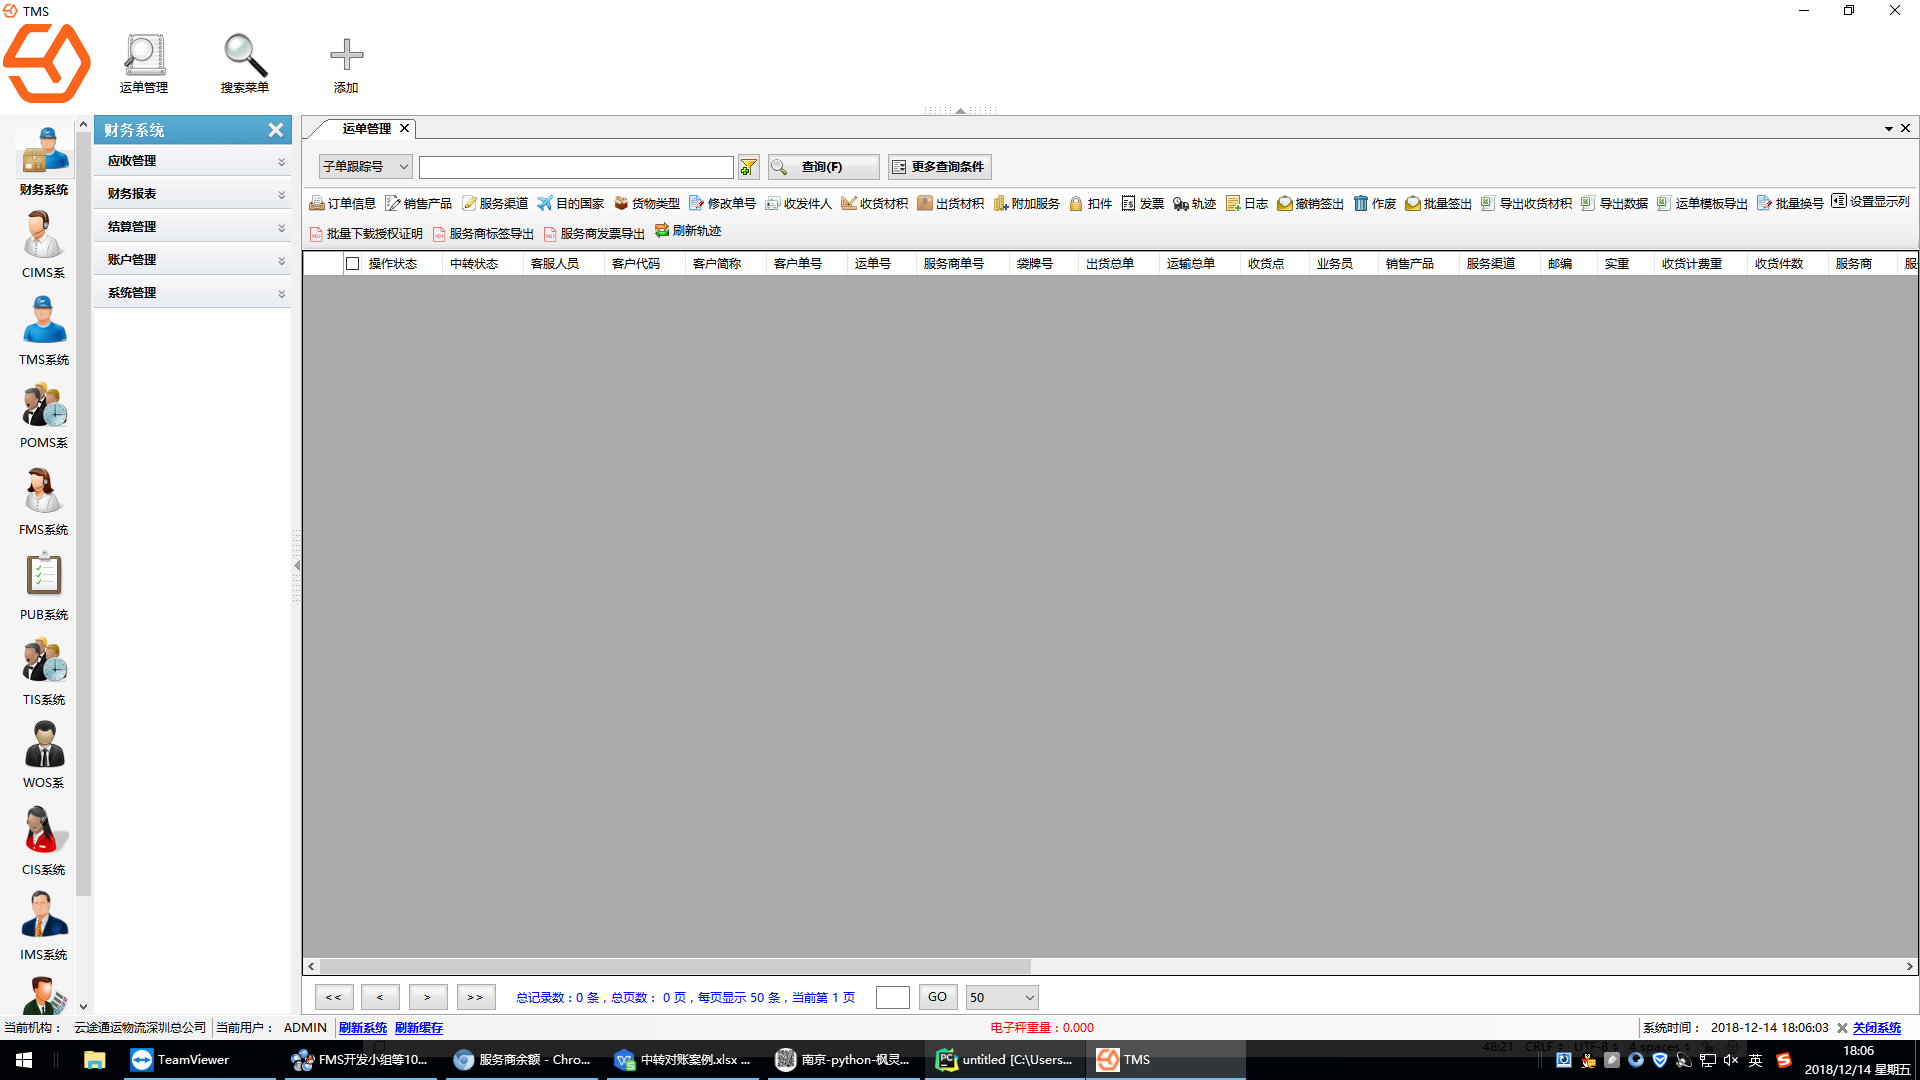 TMS
运单管理
搜索菜单
添加
财务系统
CIMS系
TMS系统
POMS系
FMS系统
PUB系统
TIS系统
WOS系
CIS系统
IMS系统
财务系统
应收管理
财务报表
结算管理
账户管理
系统管理
运单管理
子单跟踪号 查询(F) 更多查询条件
订单信息 销售产品 服务渠道 目的国家 货物类型 修改单号 收发件人 收货材积 出货材积 附加服务 扣件 发票 轨迹 日志 撤销签出 作废 批量签出 导出收货材积 导出数据 运单模板导出 批量换号 设置显示列
批量下载授权证明 服务商标签导出 服务商发票导出 刷新轨迹
操作状态 中转状态 客服人员 客户代码 客户简称 客户单号 运单号 服务商单号 袋牌号 出货总单 运输总单 收货点 业务员 销售产品 服务渠道 邮编 实重 收货计费重 收货件数 服务商 服
<< < > >> 总记录数：0 条，总页数： 0 页，每页显示 50 条，当前第 1 页 GO 50
当前机构： 云途通运物流深圳总公司 当前用户： ADMIN 刷新系统 刷新缓存 电子秤重量：0.000 系统时间： 2018-12-14 18:06:03 关闭系统
48:21 CRLF UTF-8 4 spaces
TeamViewer FMS开发小组等10... 服务商余额 - Chro... 中转对账案例.xlsx ... 南京-python-枫灵... untitled [C:\Users... TMS 英 18:06
2018/12/14 星期五